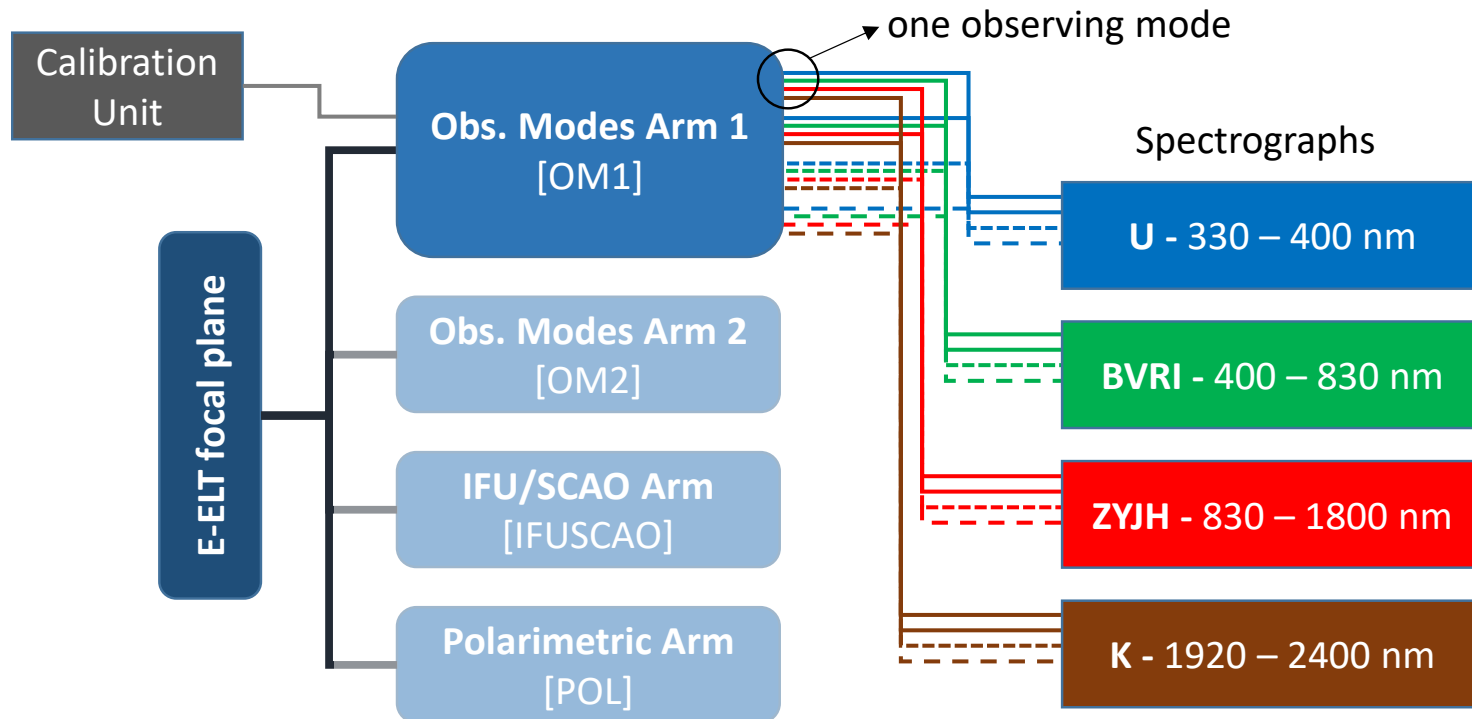 one observing mode
Calibration
Unit
Obs. Modes Arm 1
[OM1]
Spectrographs
U - 330 – 400 nm
E-ELT focal plane
Obs. Modes Arm 2
[OM2]
BVRI - 400 – 830 nm
IFU/SCAO Arm
[IFUSCAO]
ZYJH - 830 – 1800 nm
Polarimetric Arm
[POL]
K - 1920 – 2400 nm